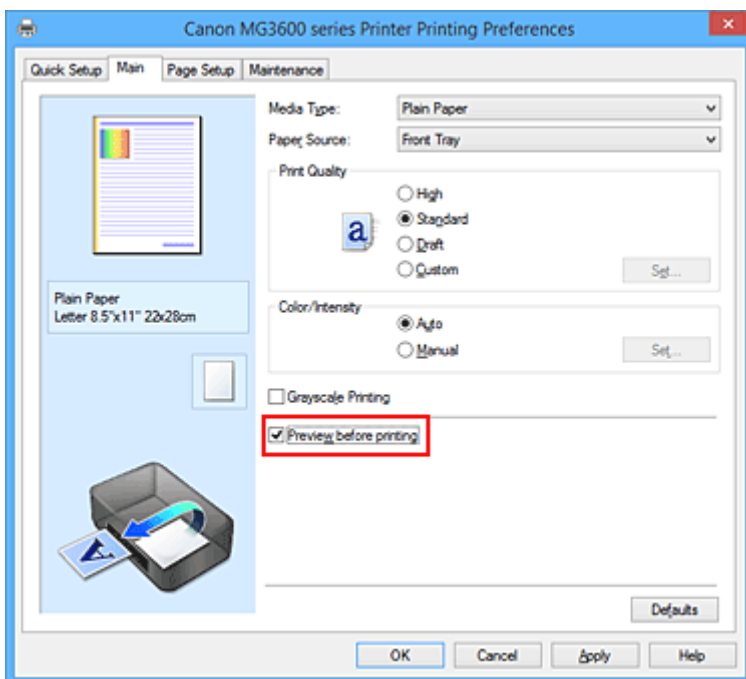 Canon MG3600 series Printer Printing Preferences
Quick Setup Main Page Setup Maintenance
Media Type: Plain Paper
Paper Source: Front Tray
Print Quality
High
a Standard
Draft
Custom Set...
Plain Paper
Letter 8.5"x11" 22x28cm
Color/Intensity
Auto
Manual Set...
Grayscale Printing
Preview before printing
A
Defaults
OK Cancel Apply Help